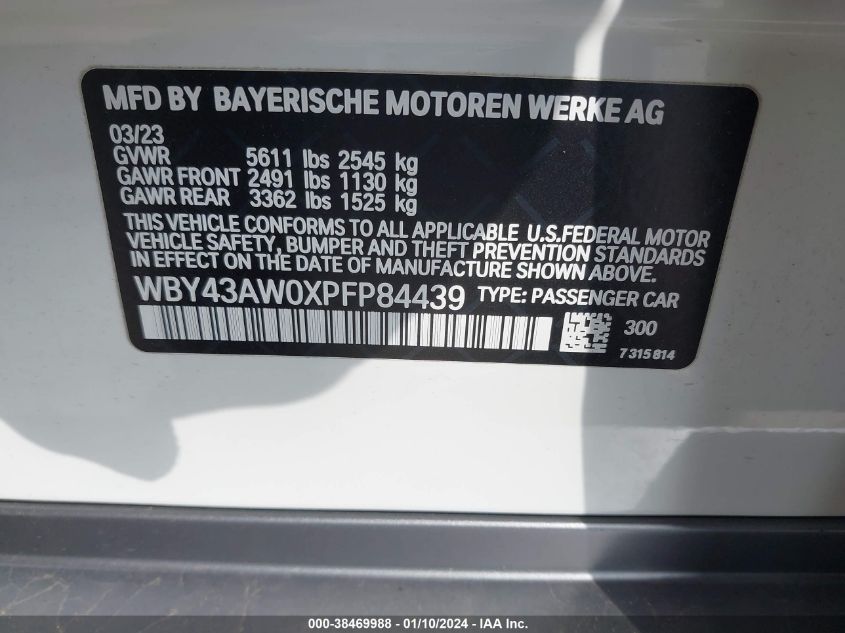 MFD BY BAYERISCHE MOTOREN WERKE AG
03/23
GVWR 5611 lbs 2545 kg
GAWR FRONT 2491 lbs 1130 kg
GAWR REAR 3362 lbs 1525 kg
THIS VEHICLE CONFORMS TO ALL APPLICABLE U.S.FEDERAL MOTOR
VEHICLE SAFETY, BUMPER AND THEFT PREVENTION STANDARDS
IN EFFECT ON THE DATE OF MANUFACTURE SHOWN ABOVE.
WBY43AW0XPFP84439 TYPE: PASSENGER CAR
300
7315814
000-38469988 - 01/10/2024 - IAA Inc.